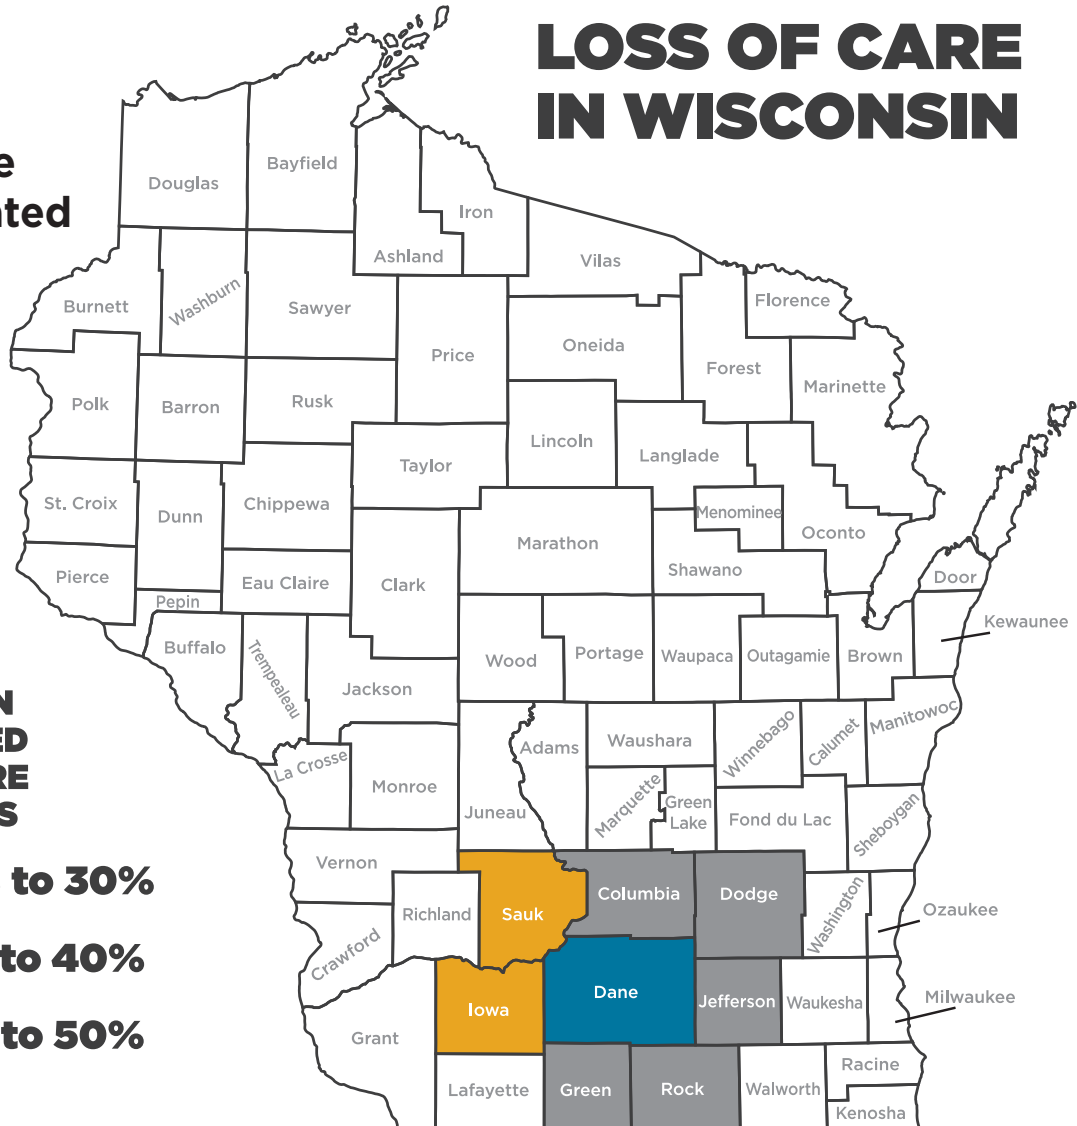 LOSS OF CARE
IN WISCONSIN
Bayfield
Douglas
Iron
Ashland
Vilas
Burnett
Washburn
Sawyer
Florence
Oneida
Price
Forest
Marinette
Polk
Barron
Rusk
Lincoln
Langlade
Taylor
St. Croix
Dunn
Chippewa
Menominee
Oconto
Marathon
Shawano
Pierce
Eau Claire
Clark
Door
Pepin
Kewaunee
Buffalo
Trempealeau
Wood
Portage
Waupaca
Outagamie
Brown
Jackson
Manitowoc
Adams
Waushara
Winnebago
Calumet
La Crosse
Monroe
Juneau
Marquette
Green
Lake
Fond du Lac
Sheboygan
Vernon
to 30%
Columbia
Dodge
Richland
Sauk
Washington
Ozaukee
Crawford
to 40%
Dane
Iowa
Jefferson
Waukesha
Milwaukee
to 50%
Grant
Racine
Lafayette
Green
Rock
Walworth
Kenosha